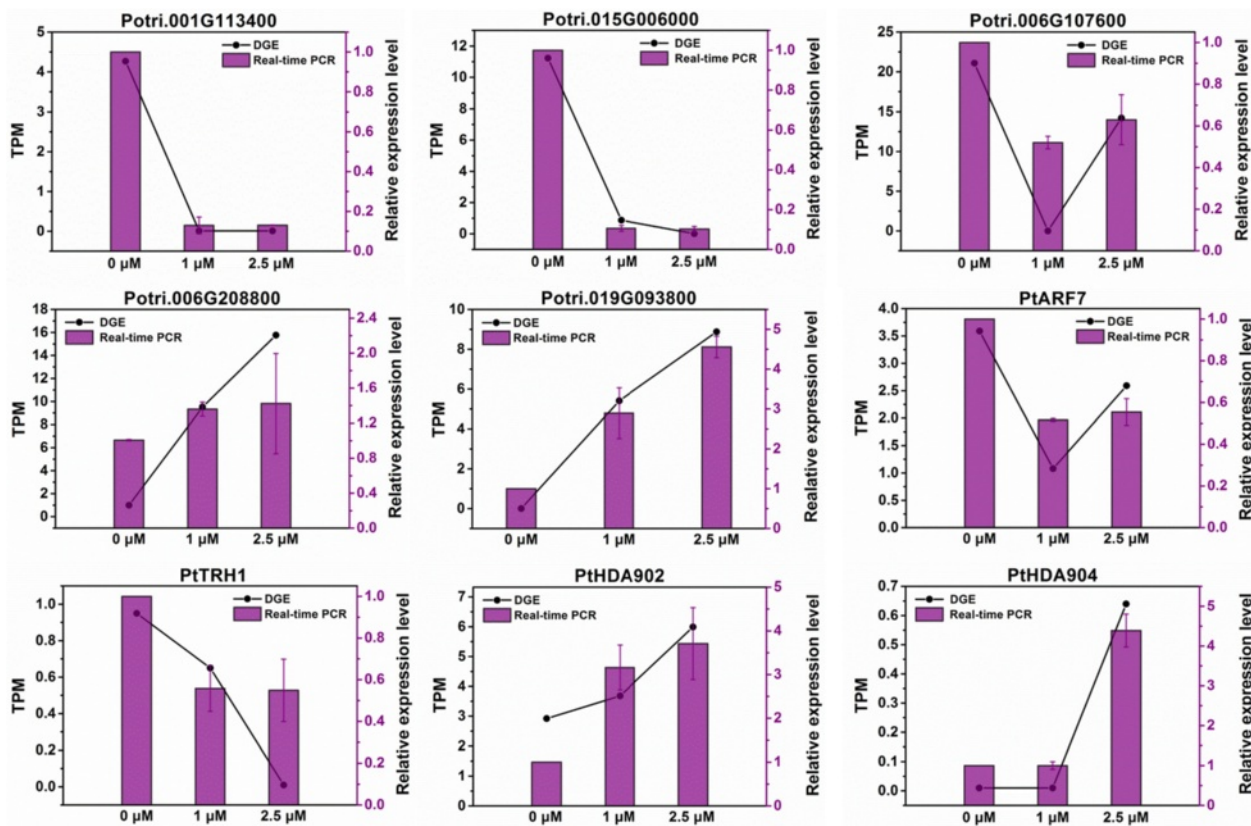 Potri.001G113400
DGE
Real-time PCR
TPM
5
4
3
2
1
0
1.0
0.8
0.6
0.4
0.2
0.0
Relative expression level
0 μM 1 μM 2.5 μM
Potri.015G006000
DGE
Real-time PCR
TPM
12
10
8
6
4
2
0
1.0
0.8
0.6
0.4
0.2
0.0
Relative expression level
0 μM 1 μM 2.5 μM
Potri.006G107600
DGE
Real-time PCR
TPM
25
20
15
10
5
0
1.0
0.8
0.6
0.4
0.2
0.0
Relative expression level
0 μM 1 μM 2.5 μM
Potri.006G208800
DGE
Real-time PCR
TPM
18
16
14
12
10
8
6
4
2
0
2.4
2.0
1.6
1.2
0.8
0.4
0.0
Relative expression level
0 μM 1 μM 2.5 μM
Potri.019G093800
DGE
Real-time PCR
TPM
10
8
6
4
2
0
5
4
3
2
1
0
Relative expression level
0 μM 1 μM 2.5 μM
PtARF7
DGE
Real-time PCR
TPM
4.0
3.5
3.0
2.5
2.0
1.5
1.0
0.5
0.0
1.0
0.8
0.6
0.4
0.2
0.0
Relative expression level
0 μM 1 μM 2.5 μM
PtTRH1
DGE
Real-time PCR
TPM
1.0
0.8
0.6
0.4
0.2
0.0
1.0
0.8
0.6
0.4
0.2
0.0
Relative expression level
0 μM 1 μM 2.5 μM
PtHDA902
DGE
Real-time PCR
TPM
7
6
5
4
3
2
1
0
5
4
3
2
1
0
Relative expression level
0 μM 1 μM 2.5 μM
PtHDA904
DGE
Real-time PCR
TPM
0.7
0.6
0.5
0.4
0.3
0.2
0.1
0.0
5
4
3
2
1
0
Relative expression level
0 μM 1 μM 2.5 μM